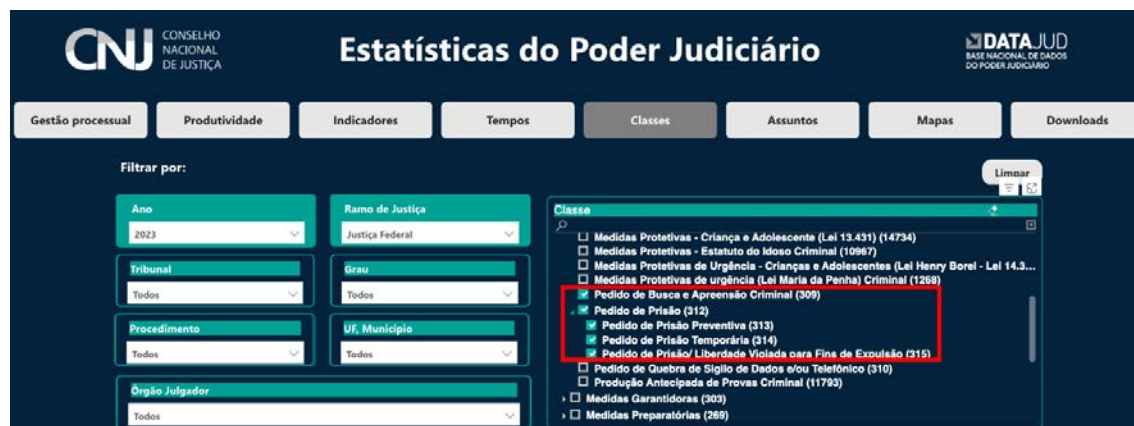 CNJ
CONSELHO
NACIONAL
DE JUSTIÇA
Estatísticas do Poder Judiciário
DATAJUD
BASE NACIONAL DE DADOS
DO PODER JUDICIÁRIO
Gestão processual
Produtividade
Indicadores
Tempos
Classes
Assuntos
Mapas
Downloads
Filtrar por:
Limpar
Ano
2023
Ramo de Justiça
Justiça Federal
Tribunal
Todos
Grau
Todos
Procedimento
Todos
UF, Município
Todos
Órgão Julgador
Todos
Classe
Medidas Protetivas - Criança e Adolescente (Lei 13.431) (14734)
Medidas Protetivas - Estatuto do Idoso Criminal (10967)
Medidas Protetivas de Urgência - Crianças e Adolescentes (Lei Henry Borel - Lei 14.3...
Medidas Protetivas de urgência (Lei Maria da Penha) Criminal (1268)
Pedido de Busca e Apreensão Criminal (309)
Pedido de Prisão (312)
Pedido de Prisão Preventiva (313)
Pedido de Prisão Temporária (314)
Pedido de Prisão/ Liberdade Vigiada para Fins de Expulsão (315)
Pedido de Quebra de Sigilo de Dados e/ou Telefônico (310)
Produção Antecipada de Provas Criminal (11793)
Medidas Garantidoras (303)
Medidas Preparatórias (269)